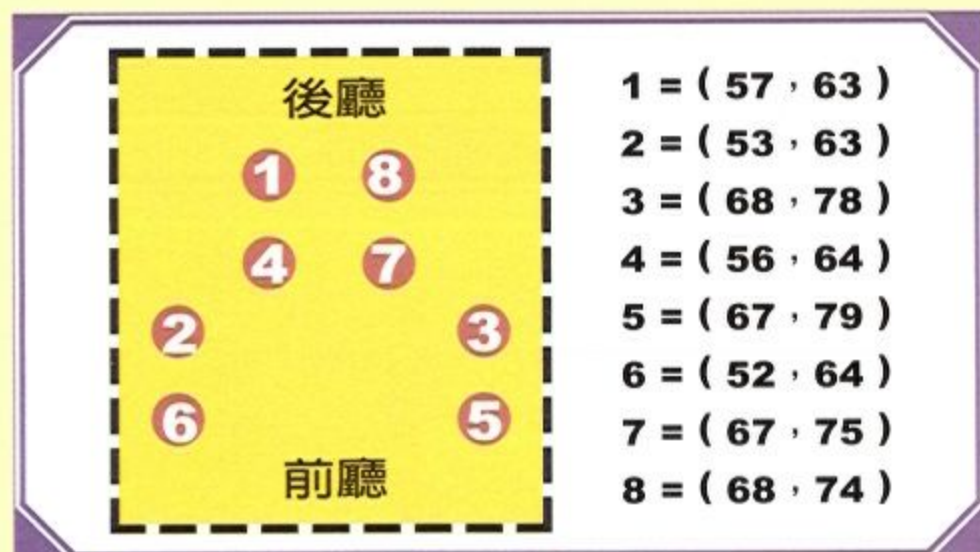 後廳
1 8
4 7
2 3
6 5
前廳
1 = ( 57 , 63 )
2 = ( 53 , 63 )
3 = ( 68 , 78 )
4 = ( 56 , 64 )
5 = ( 67 , 79 )
6 = ( 52 , 64 )
7 = ( 67 , 75 )
8 = ( 68 , 74 )